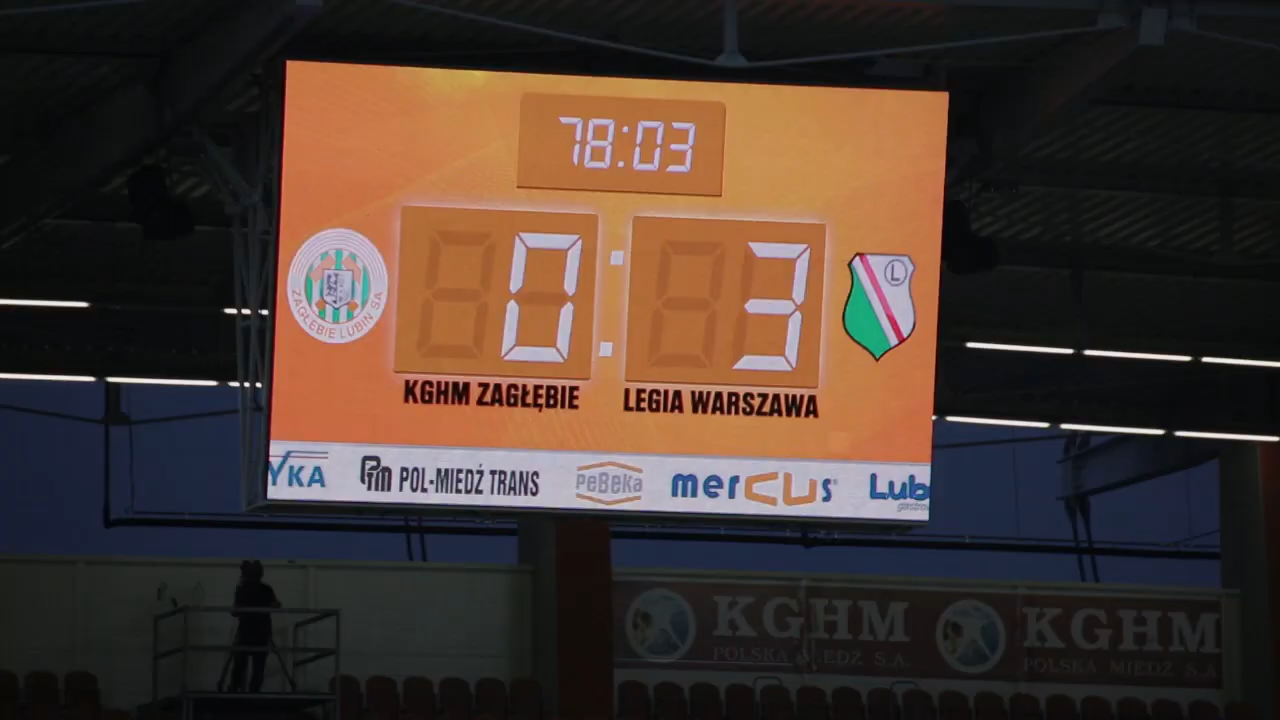 78:03
0 : 3
ZAGŁĘBIE LUBIN SA
L
KGHM ZAGŁĘBIE
LEGIA WARSZAWA
YKA
PTM POL-MIEDŹ TRANS
PeBeKa
mercus
Lub
KGHM
POLSKA MIEDŹ S.A.
KGHM
POLSKA MIEDŹ S.A